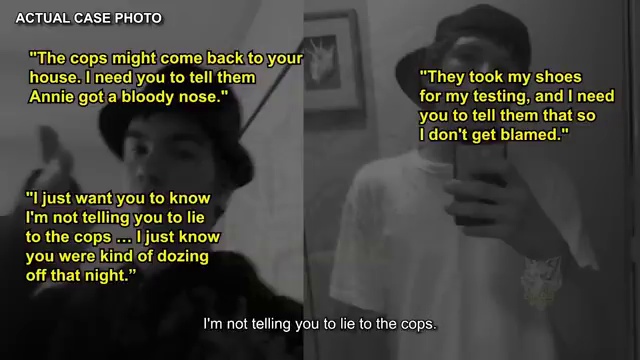 ACTUAL CASE PHOTO
"The cops might come back to your
house. I need you to tell them
Annie got a bloody nose."
"They took my shoes
for my testing, and I need
you to tell them that so
I don't get blamed."
"I just want you to know
I'm not telling you to lie
to the cops … I just know
you were kind of dozing
off that night.”
I'm not telling you to lie to the cops.